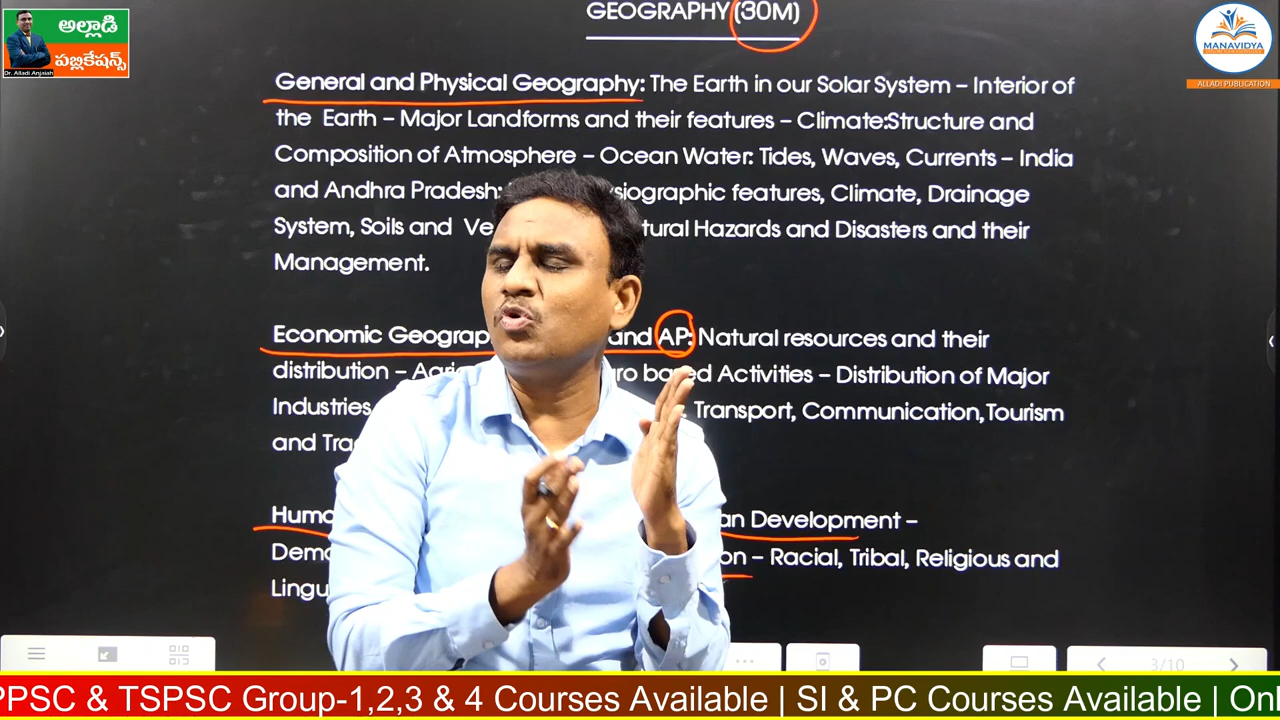 అల్లాడి
పబ్లికేషన్స్
Dr. Alladi Anjaiah
MANAVIDYA
ALLADI PUBLICATION
GEOGRAPHY (30M)
General and Physical Geography: The Earth in our Solar System – Interior of
the Earth – Major Landforms and their features – Climate:Structure and
Composition of Atmosphere – Ocean Water: Tides, Waves, Currents – India
and Andhra Pradesh: siographic features, Climate, Drainage
System, Soils and Ve tural Hazards and Disasters and their
Management.
Economic Geograp and AP: Natural resources and their
distribution – Agri ro based Activities – Distribution of Major
Industries Transport, Communication,Tourism
and Tra
Huma an Development –
Demo on – Racial, Tribal, Religious and
Lingu
3/10
PPSC & TSPSC Group-1,2,3 & 4 Courses Available | SI & PC Courses Available | On